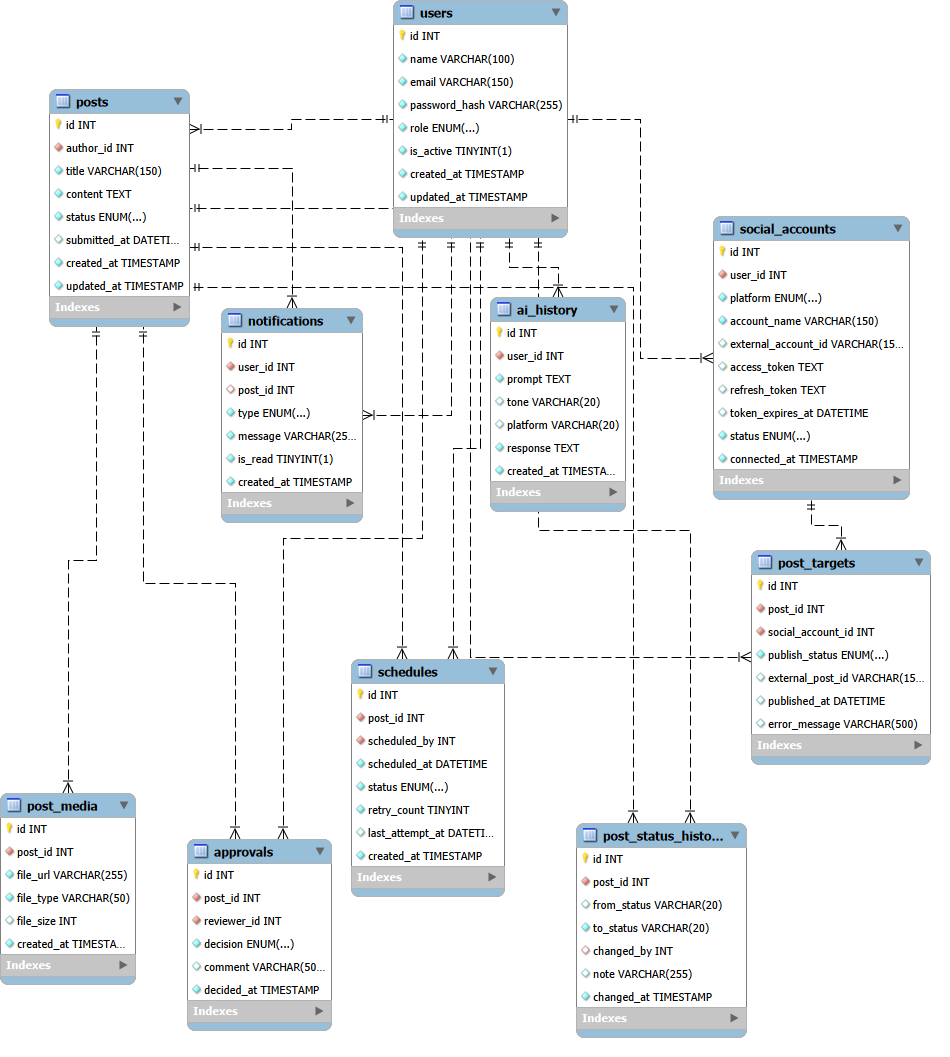 users
id INT
name VARCHAR(100)
email VARCHAR(150)
password_hash VARCHAR(255)
role ENUM(...)
is_active TINYINT(1)
created_at TIMESTAMP
updated_at TIMESTAMP
Indexes
posts
id INT
author_id INT
title VARCHAR(150)
content TEXT
status ENUM(...)
submitted_at DATETI...
created_at TIMESTAMP
updated_at TIMESTAMP
Indexes
social_accounts
id INT
user_id INT
platform ENUM(...)
account_name VARCHAR(150)
external_account_id VARCHAR(15...
access_token TEXT
refresh_token TEXT
token_expires_at DATETIME
status ENUM(...)
connected_at TIMESTAMP
Indexes
notifications
id INT
user_id INT
post_id INT
type ENUM(...)
message VARCHAR(25...
is_read TINYINT(1)
created_at TIMESTAMP
Indexes
ai_history
id INT
user_id INT
prompt TEXT
tone VARCHAR(20)
platform VARCHAR(20)
response TEXT
created_at TIMESTA...
Indexes
post_targets
id INT
post_id INT
social_account_id INT
publish_status ENUM(...)
external_post_id VARCHAR(15...
published_at DATETIME
error_message VARCHAR(500)
Indexes
schedules
id INT
post_id INT
scheduled_by INT
scheduled_at DATETIME
status ENUM(...)
retry_count TINYINT
last_attempt_at DATETI...
created_at TIMESTAMP
Indexes
post_media
id INT
post_id INT
file_url VARCHAR(255)
file_type VARCHAR(50)
file_size INT
created_at TIMESTA...
Indexes
approvals
id INT
post_id INT
reviewer_id INT
decision ENUM(...)
comment VARCHAR(50...
decided_at TIMESTAMP
Indexes
post_status_histo...
id INT
post_id INT
from_status VARCHAR(20)
to_status VARCHAR(20)
changed_by INT
note VARCHAR(255)
changed_at TIMESTAMP
Indexes